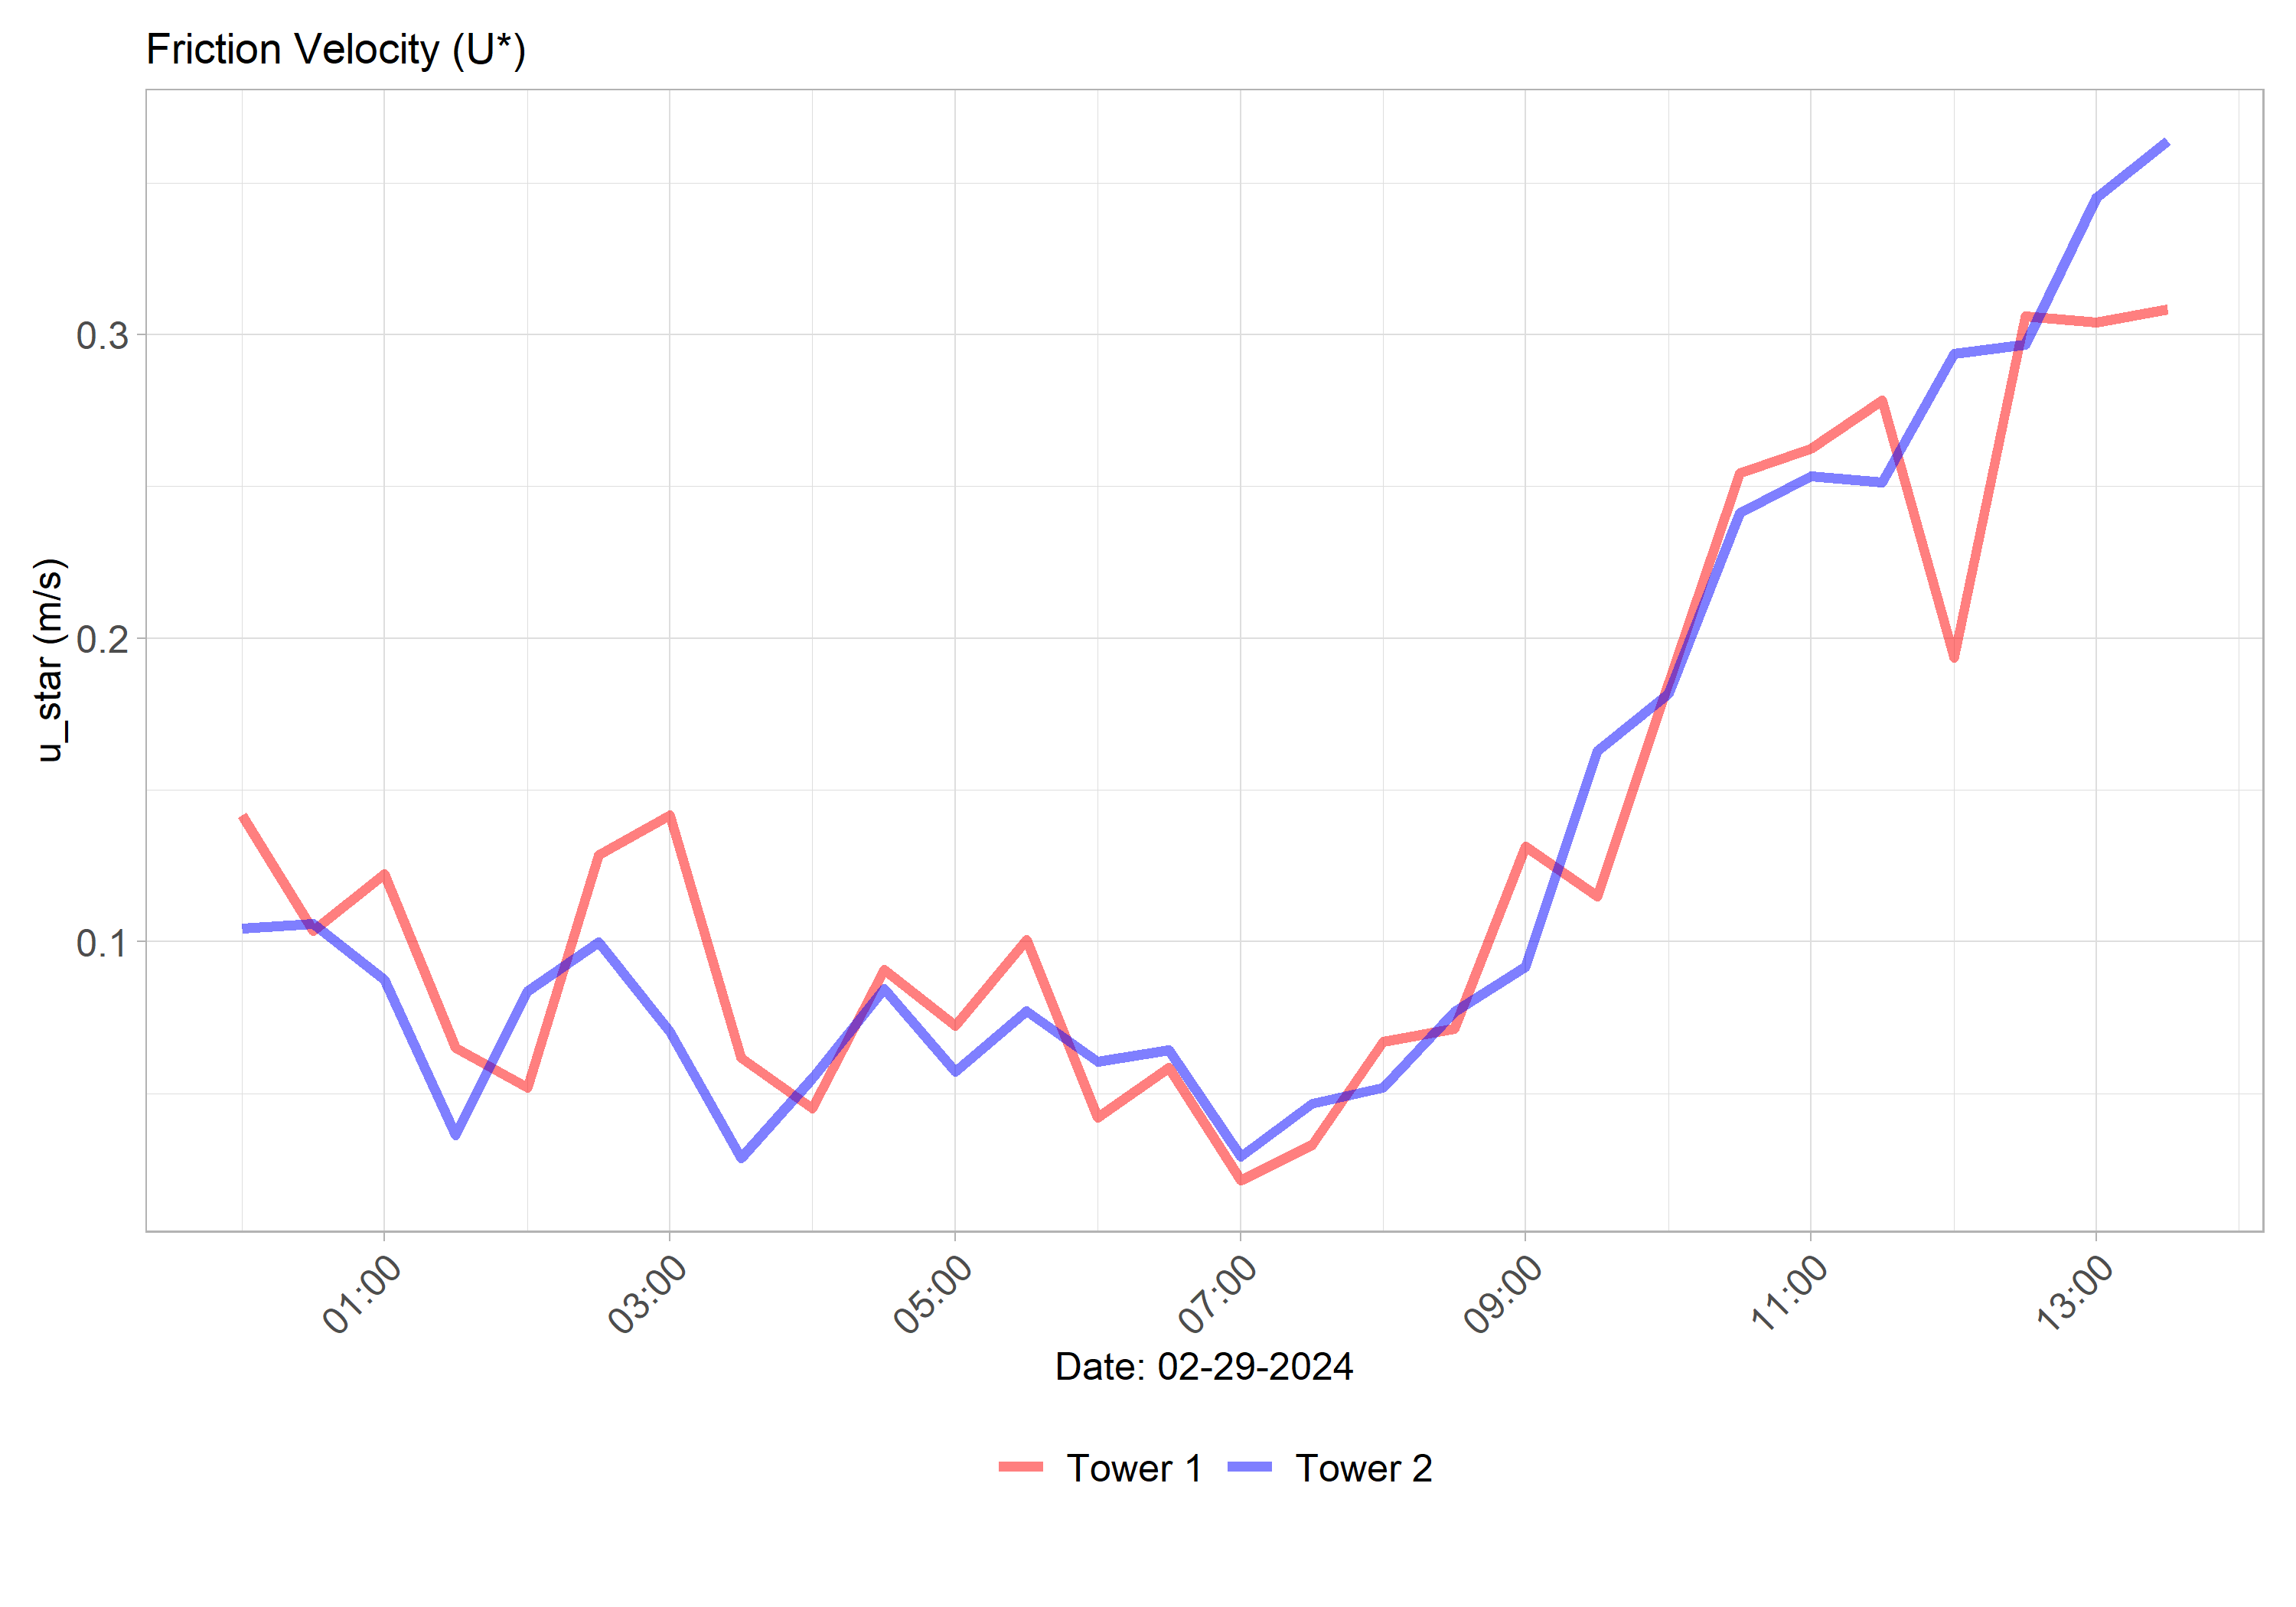 Friction Velocity (U*)
u_star (m/s)
0.3
0.2
0.1
01:00
03:00
05:00
07:00
09:00
11:00
13:00
Date: 02-29-2024
Tower 1
Tower 2